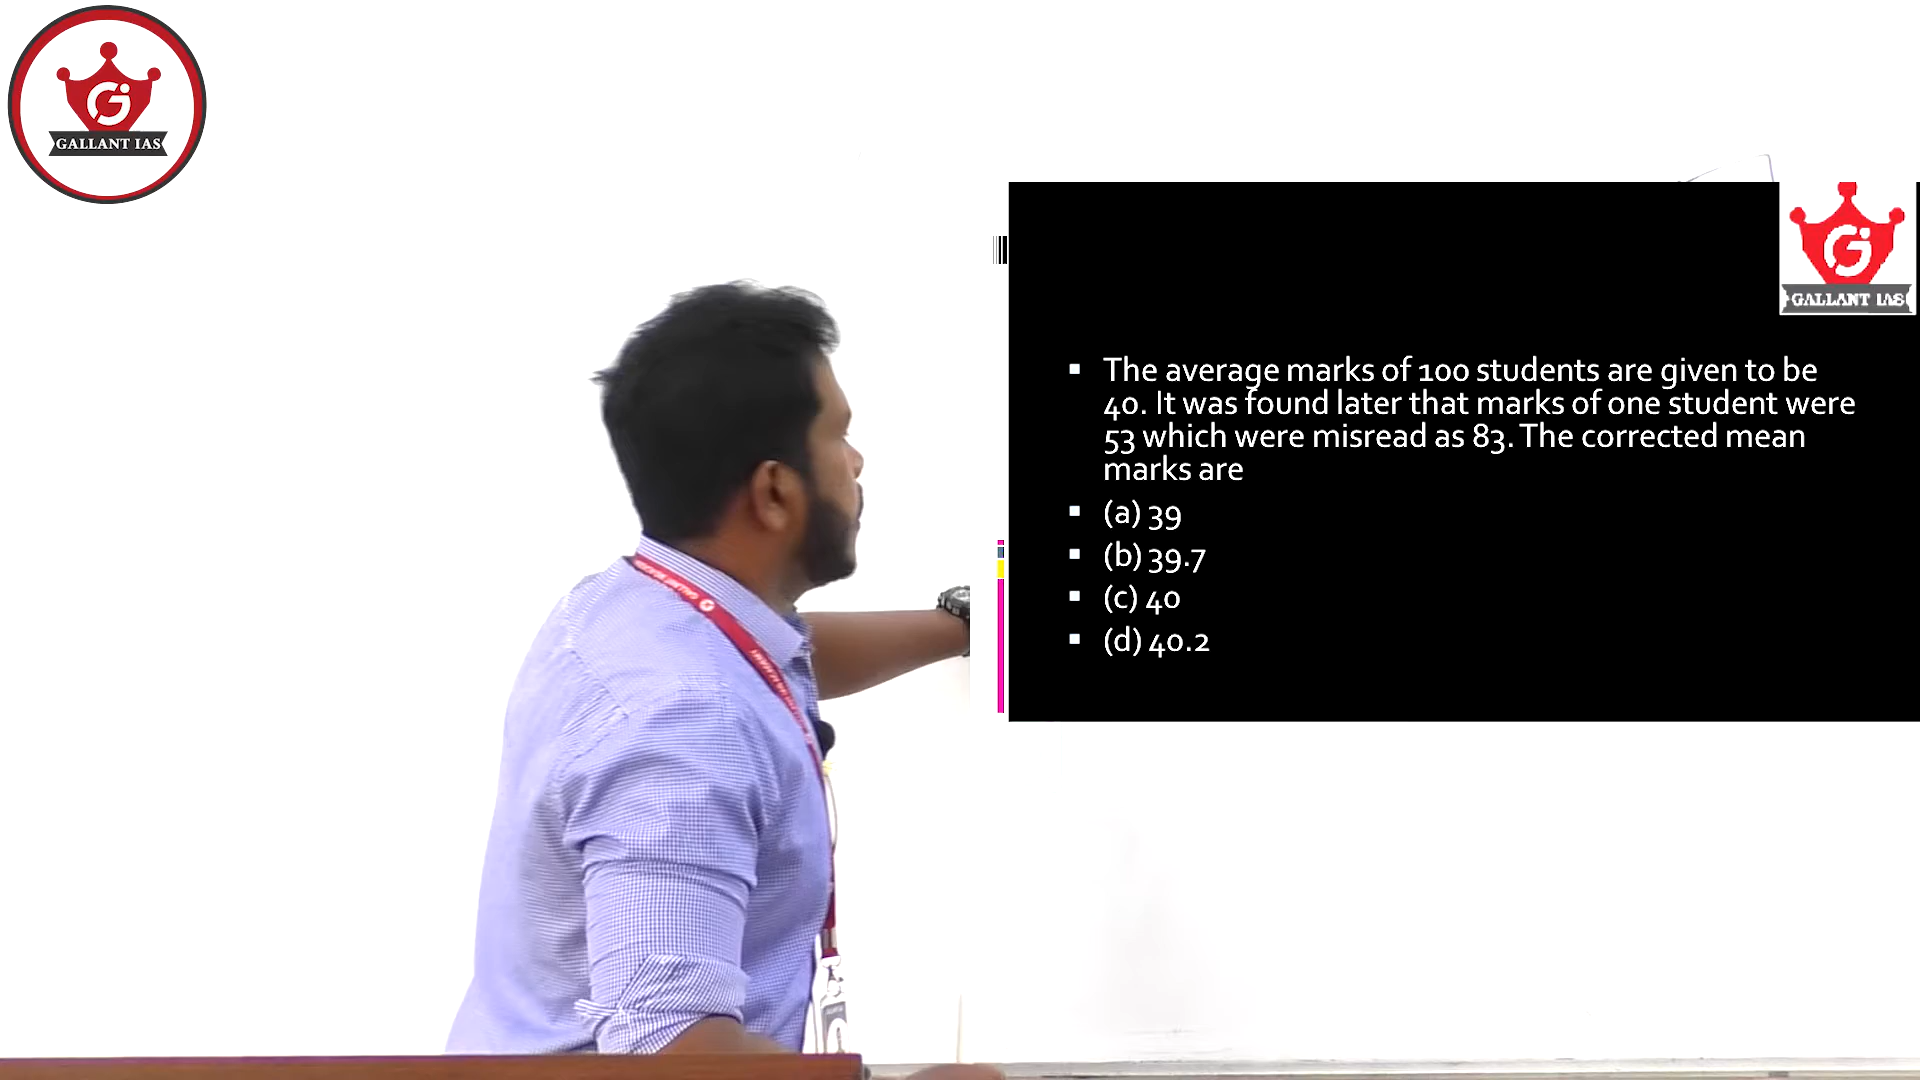 GALLANT IAS
GALLANT IAS
The average marks of 100 students are given to be
40. It was found later that marks of one student were
53 which were misread as 83. The corrected mean
marks are
(a) 39
(b) 39.7
(c) 40
(d) 40.2